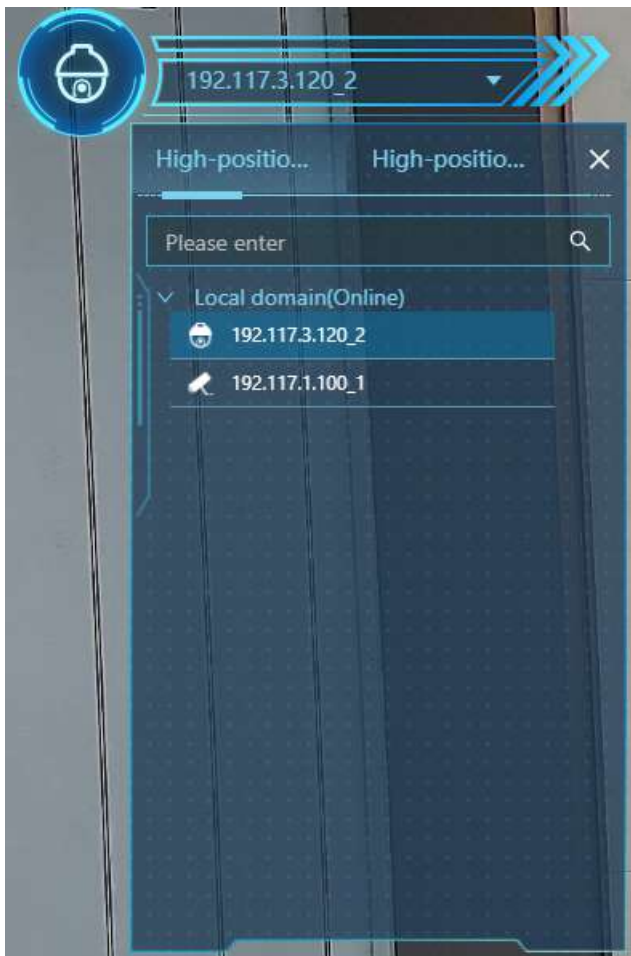 192.117.3.120_2
High-positio... High-positio...
Please enter
Local domain(Online)
192.117.3.120_2
192.117.1.100_1